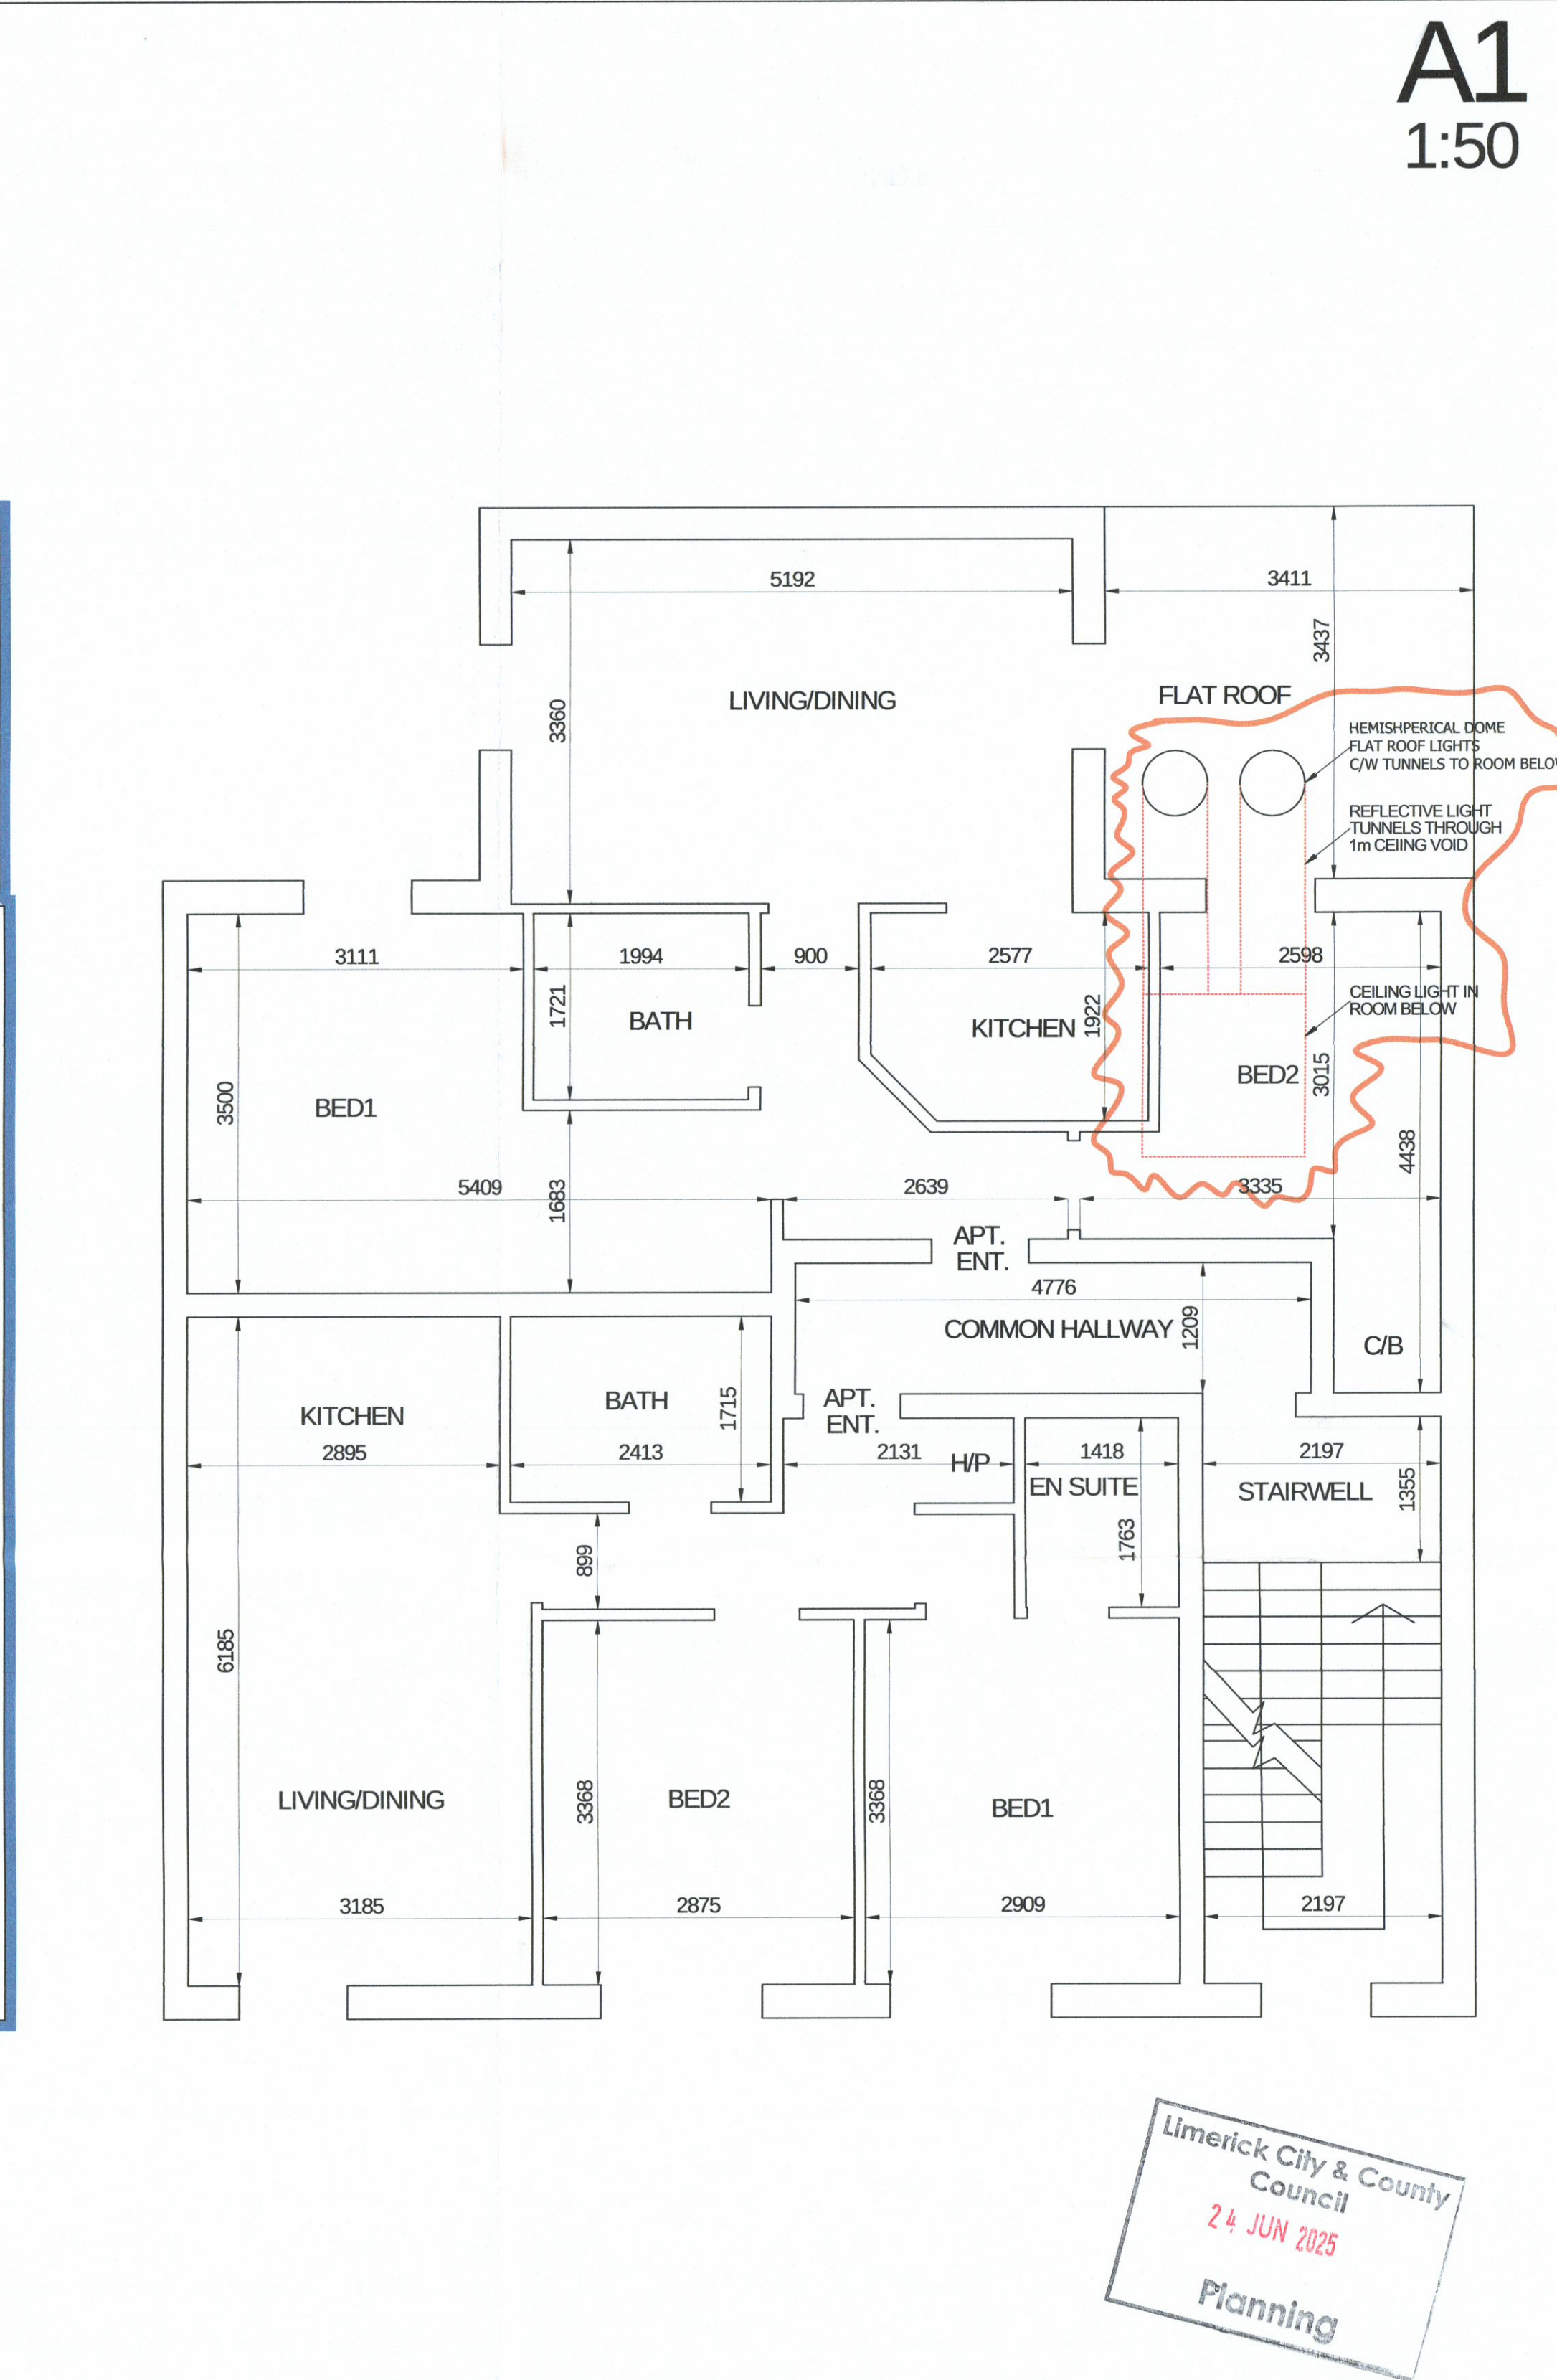 A1
1:50
5192
3411
3437
3360
LIVING/DINING
FLAT ROOF
HEMISHPERICAL DOME
FLAT ROOF LIGHTS
C/W TUNNELS TO ROOM BELO
REFLECTIVE LIGHT
TUNNELS THROUGH
1m CEIING VOID
3111
1994
900
2577
2598
1721
BATH
KITCHEN
1922
CEILING LIGHT IN
ROOM BELOW
BED2
3015
3500
BED1
4438
5409
1683
2639
3335
APT.
ENT.
4776
COMMON HALLWAY
1209
C/B
KITCHEN
BATH
1715
APT.
ENT.
2895
2413
2131
H/P
1418
2197
EN SUITE
STAIRWELL
1355
899
1763
6185
LIVING/DINING
3368
BED2
3368
BED1
3185
2875
2909
2197
Limerick City & County
Council
24 JUN 2025
Planning